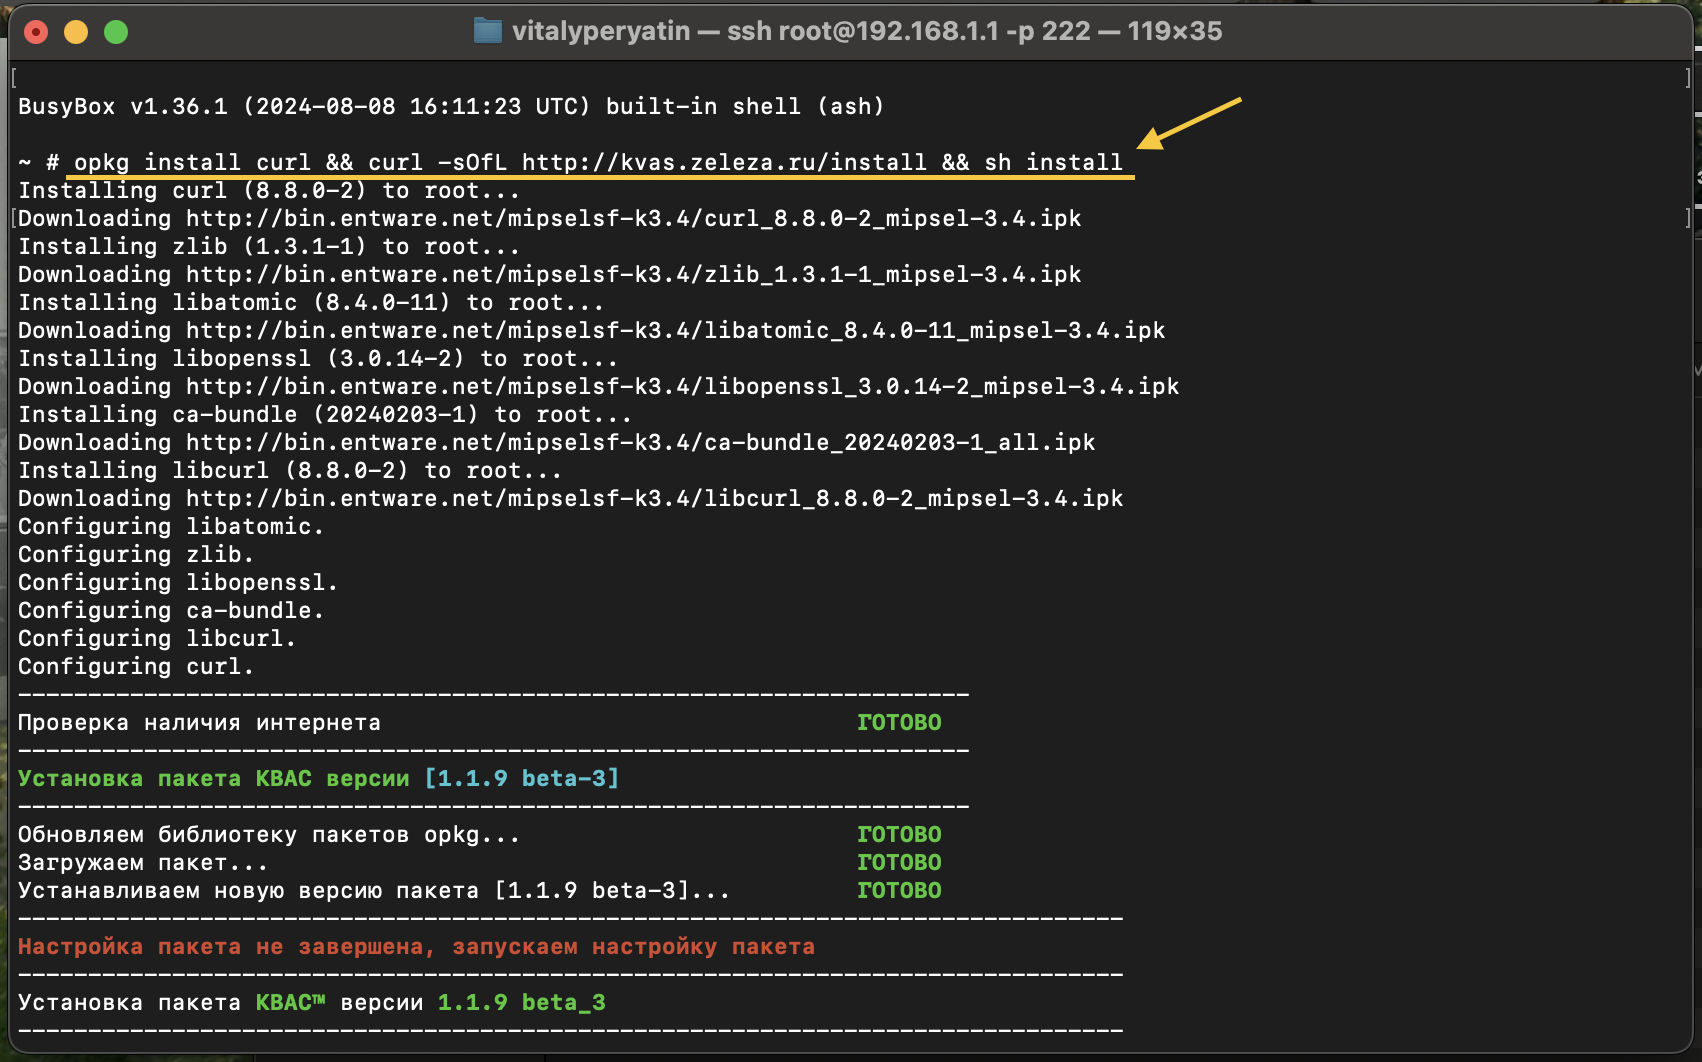 vitalyperyatin — ssh root@192.168.1.1 -p 222 — 119×35
BusyBox v1.36.1 (2024-08-08 16:11:23 UTC) built-in shell (ash)
~ # opkg install curl && curl -sOfL http://kvas.zeleza.ru/install && sh install
Installing curl (8.8.0-2) to root...
Downloading http://bin.entware.net/mipselsf-k3.4/curl_8.8.0-2_mipsel-3.4.ipk
Installing zlib (1.3.1-1) to root...
Downloading http://bin.entware.net/mipselsf-k3.4/zlib_1.3.1-1_mipsel-3.4.ipk
Installing libatomic (8.4.0-11) to root...
Downloading http://bin.entware.net/mipselsf-k3.4/libatomic_8.4.0-11_mipsel-3.4.ipk
Installing libopenssl (3.0.14-2) to root...
Downloading http://bin.entware.net/mipselsf-k3.4/libopenssl_3.0.14-2_mipsel-3.4.ipk
Installing ca-bundle (20240203-1) to root...
Downloading http://bin.entware.net/mipselsf-k3.4/ca-bundle_20240203-1_all.ipk
Installing libcurl (8.8.0-2) to root...
Downloading http://bin.entware.net/mipselsf-k3.4/libcurl_8.8.0-2_mipsel-3.4.ipk
Configuring libatomic.
Configuring zlib.
Configuring libopenssl.
Configuring ca-bundle.
Configuring libcurl.
Configuring curl.
--------------------------------------------------------------------
Проверка наличия интернета ГОТОВО
--------------------------------------------------------------------
Установка пакета КВАС версии [1.1.9 beta-3]
--------------------------------------------------------------------
Обновляем библиотеку пакетов opkg... ГОТОВО
Загружаем пакет... ГОТОВО
Устанавливаем новую версию пакета [1.1.9 beta-3]... ГОТОВО
-------------------------------------------------------------------------------
Настройка пакета не завершена, запускаем настройку пакета
-------------------------------------------------------------------------------
Установка пакета КВАС™ версии 1.1.9 beta_3
-------------------------------------------------------------------------------